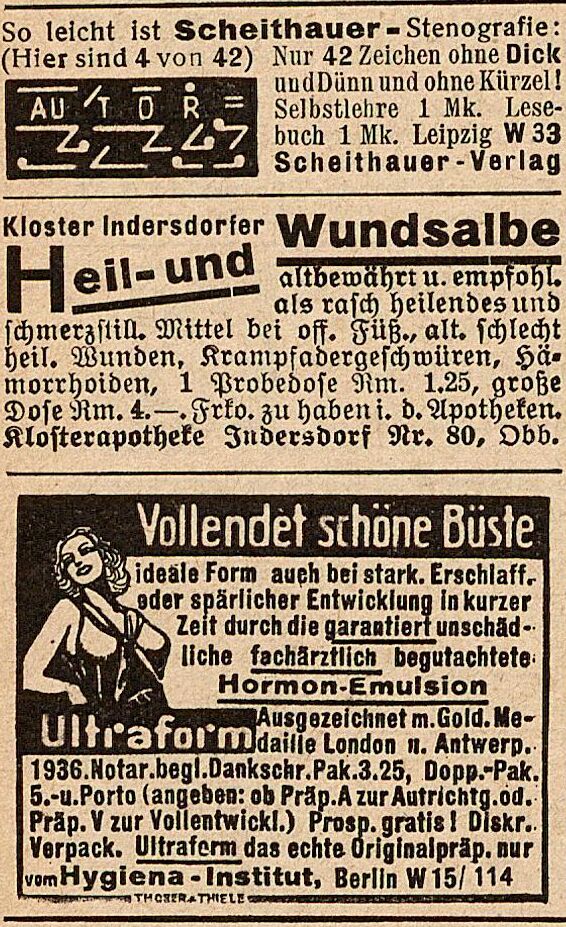 So leicht ist Scheithauer-Stenografie:
(Hier sind 4 von 42) Nur 42 Zeichen ohne Dick
und Dünn und ohne Kürzel!
AU T O R =
Selbstlehre 1 Mk. Lese-
buch 1 Mk. Leipzig W 33
Scheithauer-Verlag
Kloster Indersdorfer
Heil- und Wundsalbe
altbewährt u. empfohl.
als rasch heilendes und
schmerzstill. Mittel bei off. Füß., alt. schlecht
heil. Wunden, Krampfadergeschwüren, Hä-
morrhoiden, 1 Probedose Rm. 1.25, große
Dose Rm. 4.—. Frko. zu haben i. d. Apotheken.
Klosterapotheke Indersdorf Nr. 80, Obb.
Vollendet schöne Büste
ideale Form auch bei stark. Erschlaff.
oder spärlicher Entwicklung in kurzer
Zeit durch die garantiert unschäd-
liche fachärztlich begutachtete
Hormon-Emulsion
Ultraform
Ausgezeichnet m. Gold. Me-
daille London u. Antwerp.
1936. Notar. begl. Dankschr. Pak. 3.25, Dopp.-Pak.
5.- u. Porto (angeben: ob Präp. A zur Aufrichtg. od.
Präp. V zur Vollentwickl.) Prosp. gratis! Diskr.
Verpack. Ultraform das echte Originalpräp. nur
vom Hygiena-Institut, Berlin W 15/ 114
THOSER & THIELE